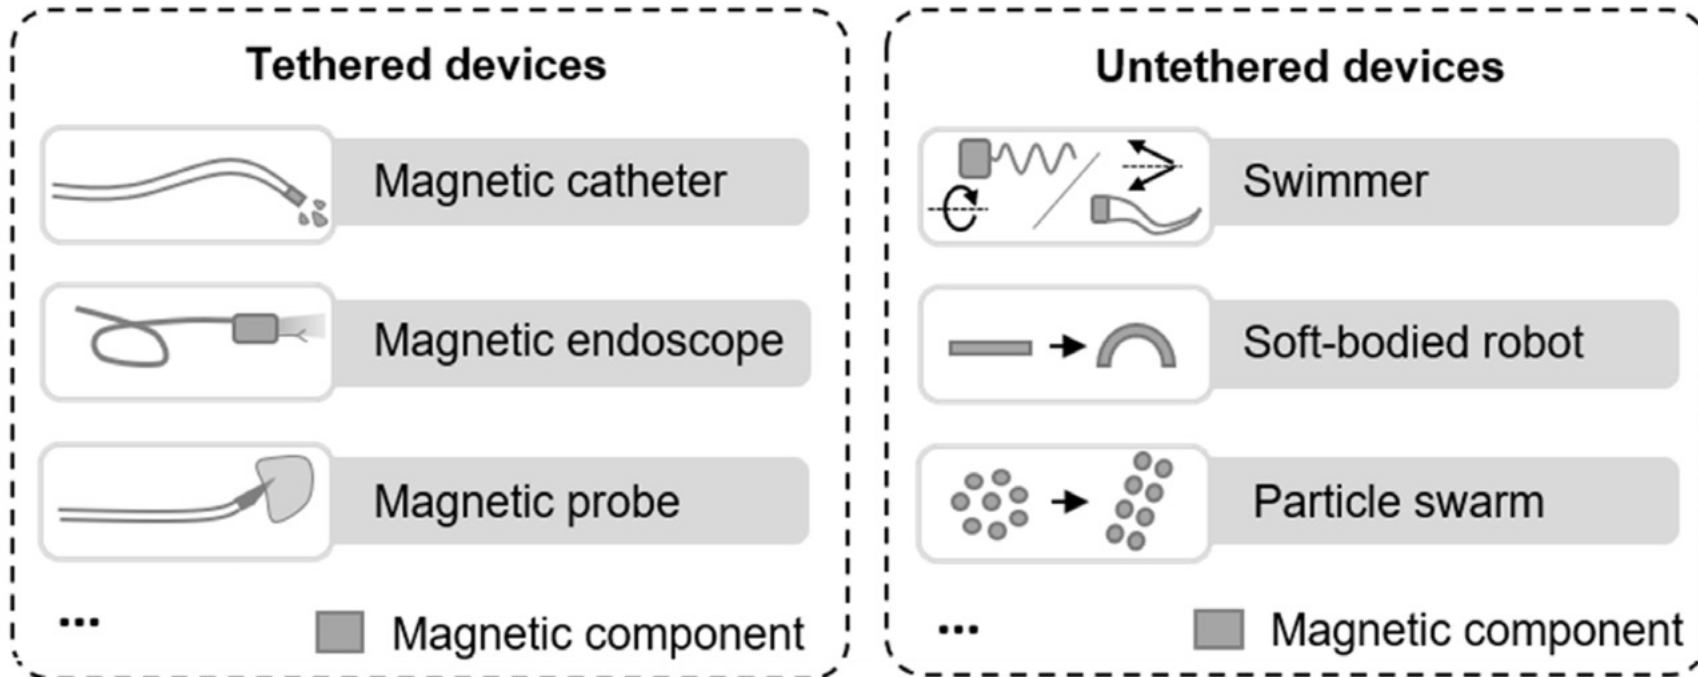 Tethered devices
Magnetic catheter
Magnetic endoscope
Magnetic probe
...
Magnetic component
Untethered devices
Swimmer
Soft-bodied robot
Particle swarm
...
Magnetic component